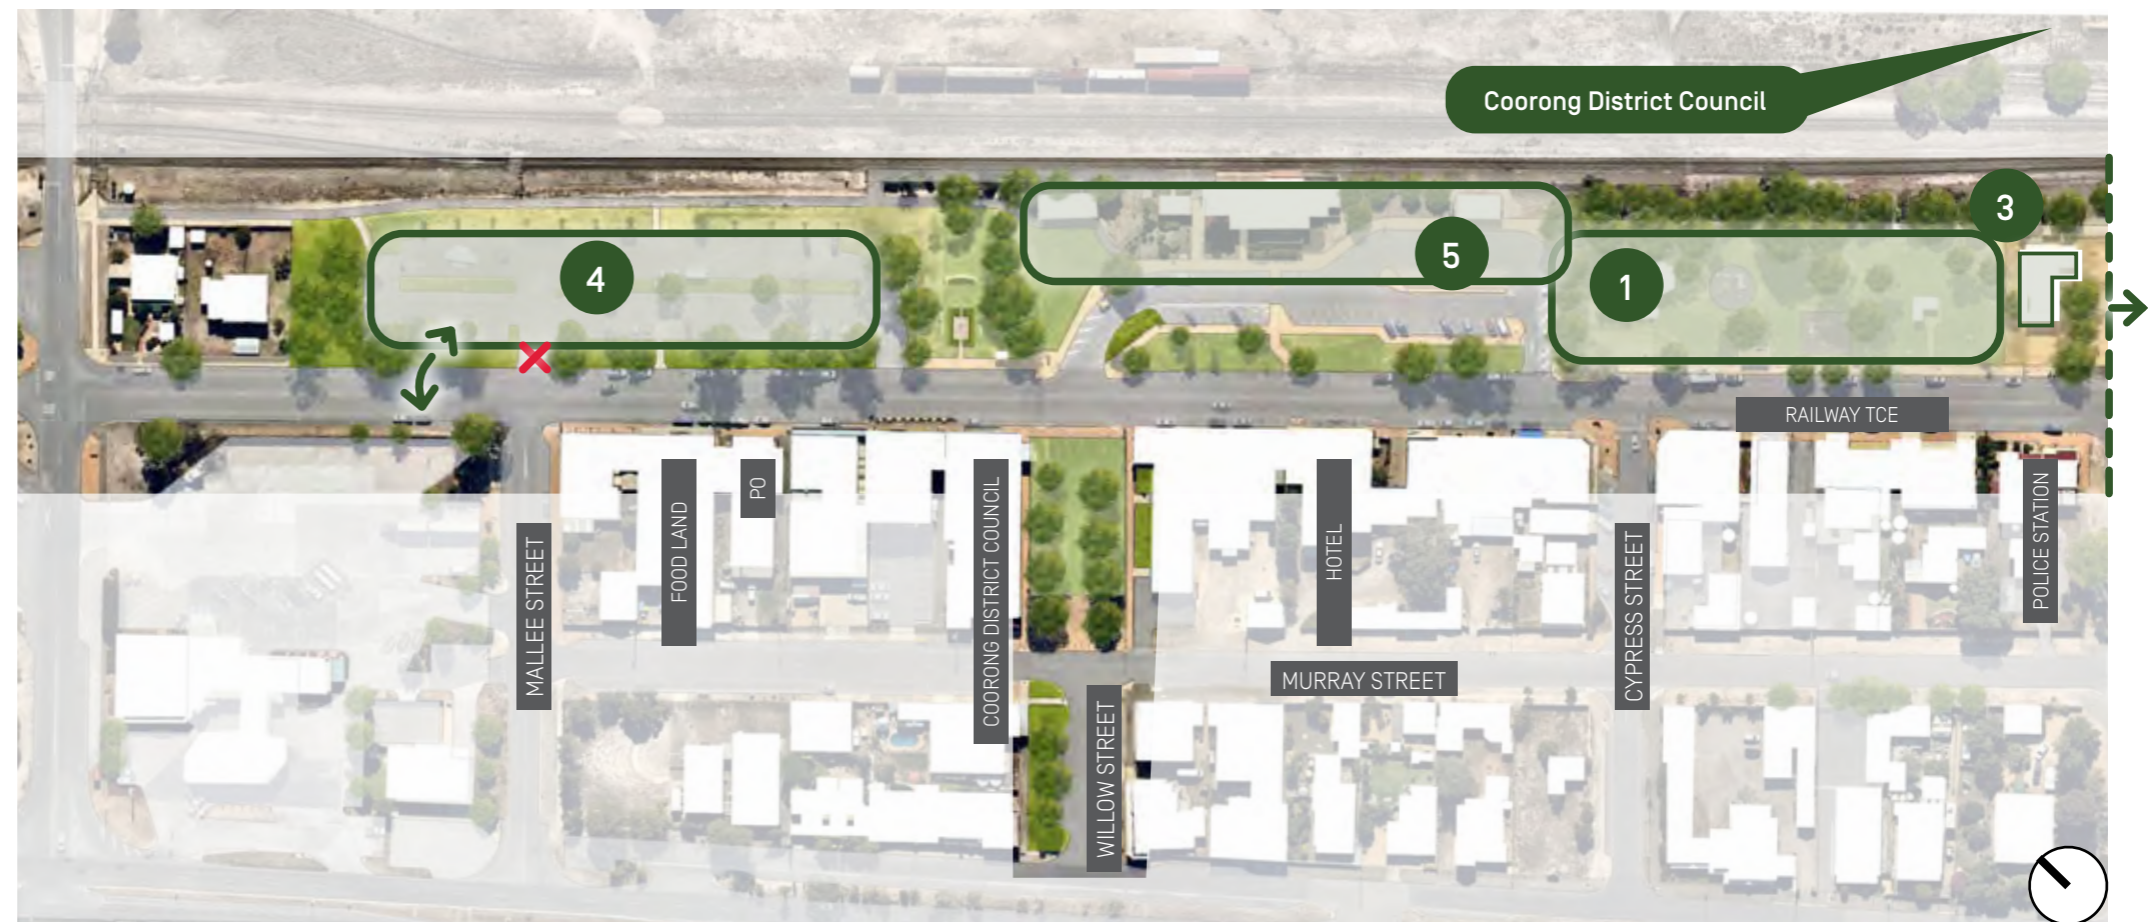 Coorong District Council
3
4
5
1
RAILWAY TCE
FOOD LAND
PO
COORONG DISTRICT COUNCIL
HOTEL
POLICE STATION
MALLEE STREET
CYPRESS STREET
MURRAY STREET
WILLOW STREET